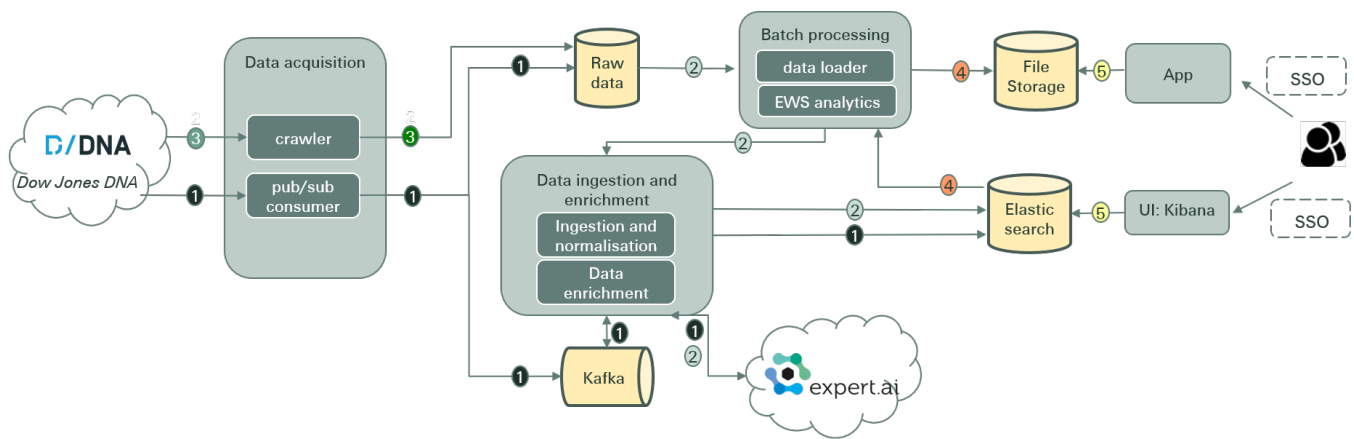 Data acquisition
crawler
pub/sub
consumer
D/DNA
Dow Jones DNA
2
3
1
2
3
1
1
1
Raw
data
2
Batch processing
data loader
EWS analytics
2
4
File
Storage
5
App
SSO
Data ingestion and
enrichment
Ingestion and
normalisation
Data
enrichment
4
2
1
Elastic
search
5
UI: Kibana
SSO
1
1
2
Kafka
expert.ai